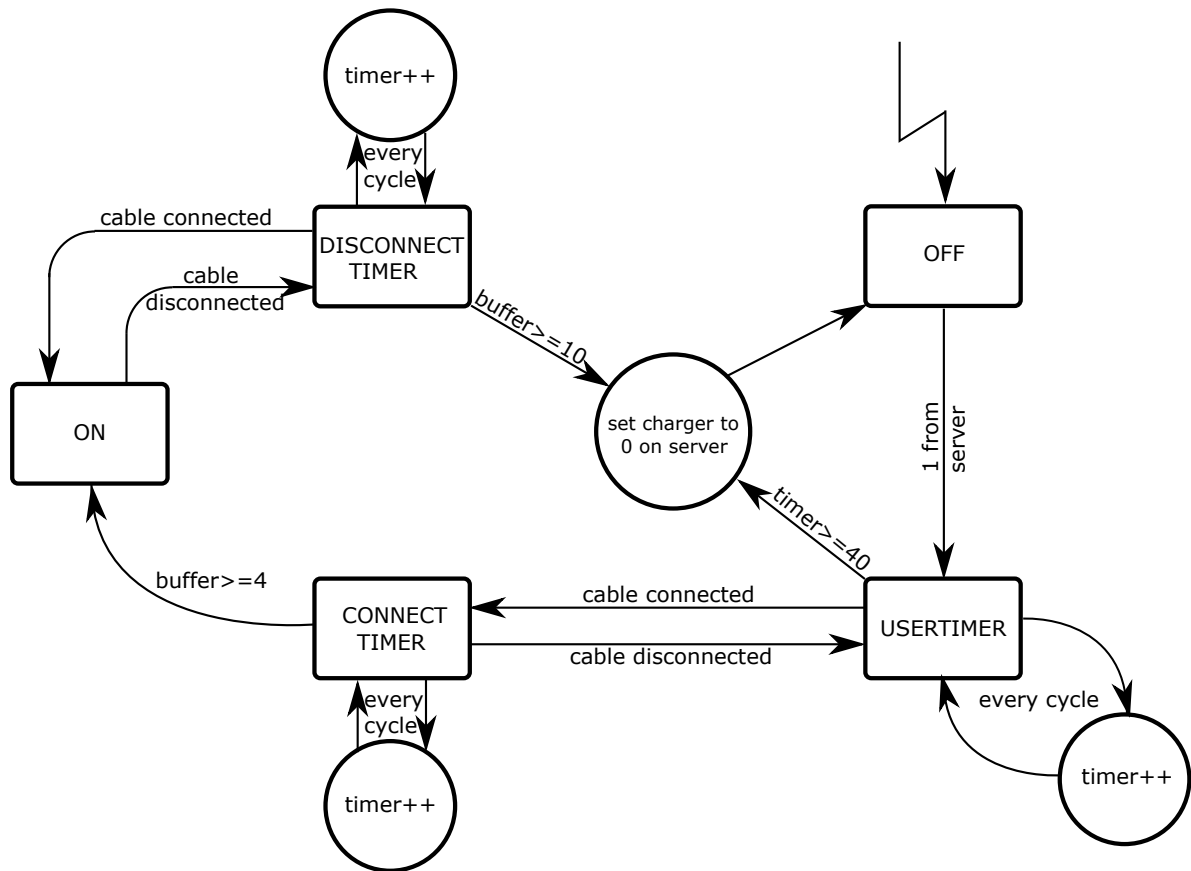 timer++
every
cycle
cable connected
DISCONNECT
TIMER
OFF
cable
disconnected
buffer>=10
ON
set charger to
0 on server
1 from
server
timer>=40
buffer>=4
CONNECT
TIMER
cable connected
cable disconnected
USERTIMER
every
cycle
every cycle
timer++
timer++